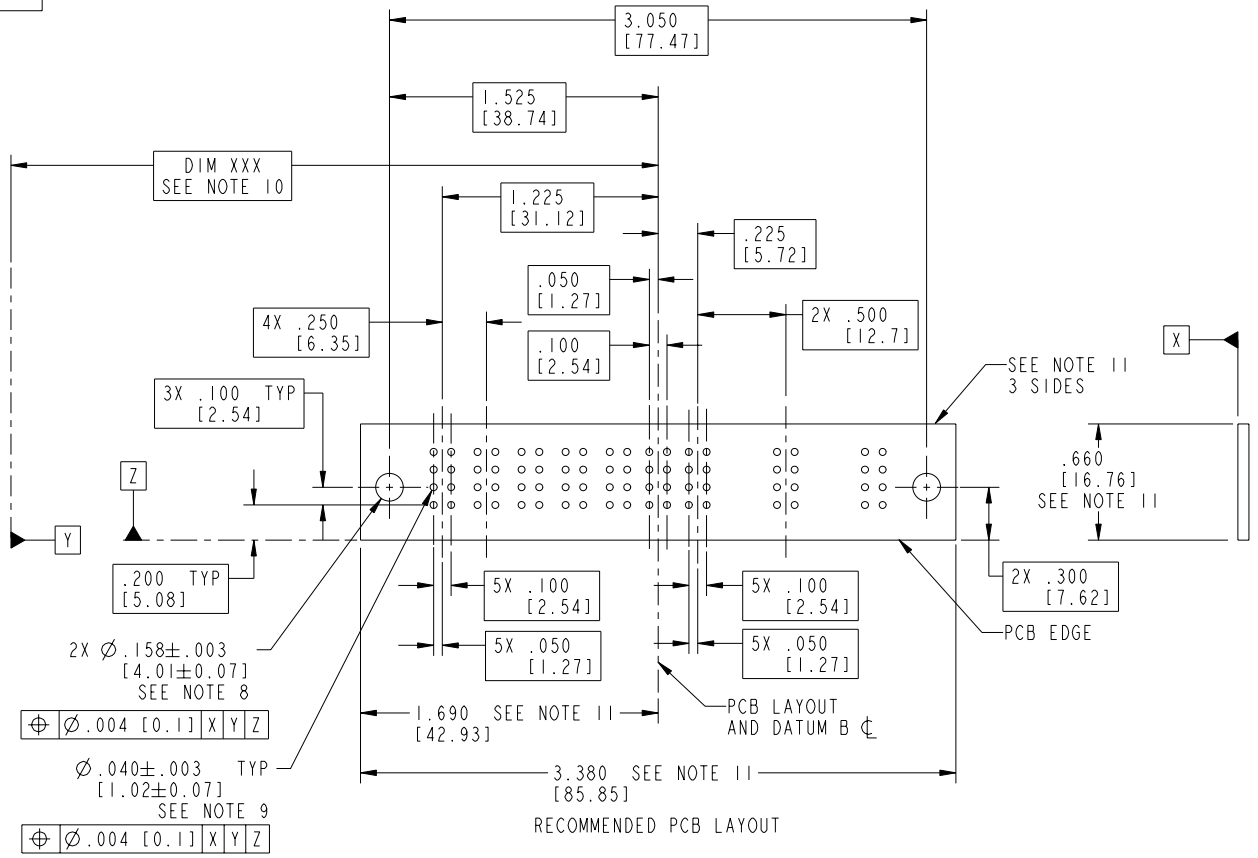 3.050
[77.47]
1.525
[38.74]
DIM XXX
SEE NOTE 10
1.225
[31.12]
.225
[5.72]
.050
[1.27]
4X .250
[6.35]
2X .500
[12.7]
.100
[2.54]
X
SEE NOTE 11
3 SIDES
3X .100 TYP
[2.54]
.660
[16.76]
SEE NOTE 11
Z
Y
.200 TYP
[5.08]
5X .100
[2.54]
5X .100
[2.54]
2X .300
[7.62]
PCB EDGE
2X Ø.158±.003
[4.01±0.07]
SEE NOTE 8
5X .050
[1.27]
5X .050
[1.27]
⌖ Ø.004 [0.1] X Y Z
1.690 SEE NOTE 11
[42.93]
PCB LAYOUT
AND DATUM B ℄
Ø.040±.003 TYP
[1.02±0.07]
SEE NOTE 9
3.380 SEE NOTE 11
[85.85]
⌖ Ø.004 [0.1] X Y Z
RECOMMENDED PCB LAYOUT